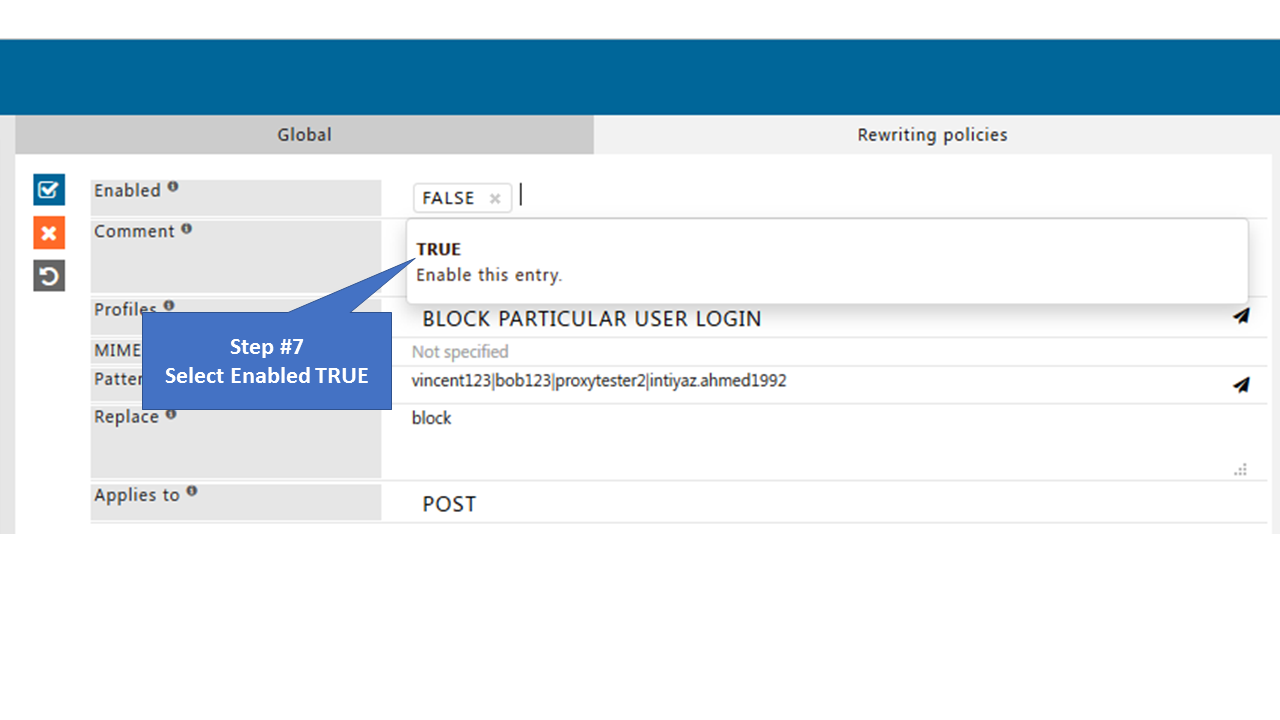 Global
Rewriting policies
Enabled
FALSE ×
Comment
TRUE
Enable this entry.
Profiles
BLOCK PARTICULAR USER LOGIN
Step #7
Select Enabled TRUE
MIME
Not specified
Patter
vincent123|bob123|proxytester2|intiyaz.ahmed1992
Replace
block
Applies to
POST